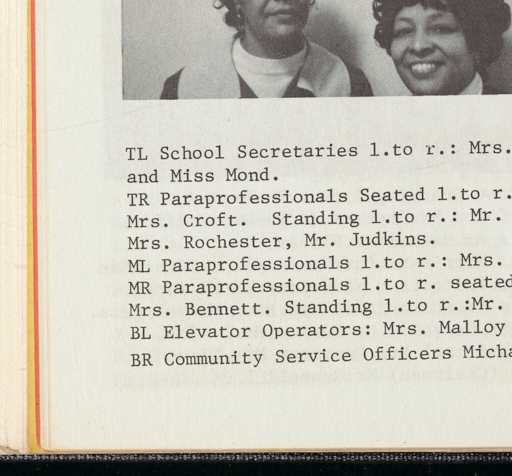 TL School Secretaries l.to r.: Mrs.
and Miss Mond.
TR Paraprofessionals Seated l.to r.
Mrs. Croft. Standing l.to r.: Mr.
Mrs. Rochester, Mr. Judkins.
ML Paraprofessionals l.to r.: Mrs.
MR Paraprofessionals l.to r. seated
Mrs. Bennett. Standing l.to r.:Mr.
BL Elevator Operators: Mrs. Malloy
BR Community Service Officers Micha